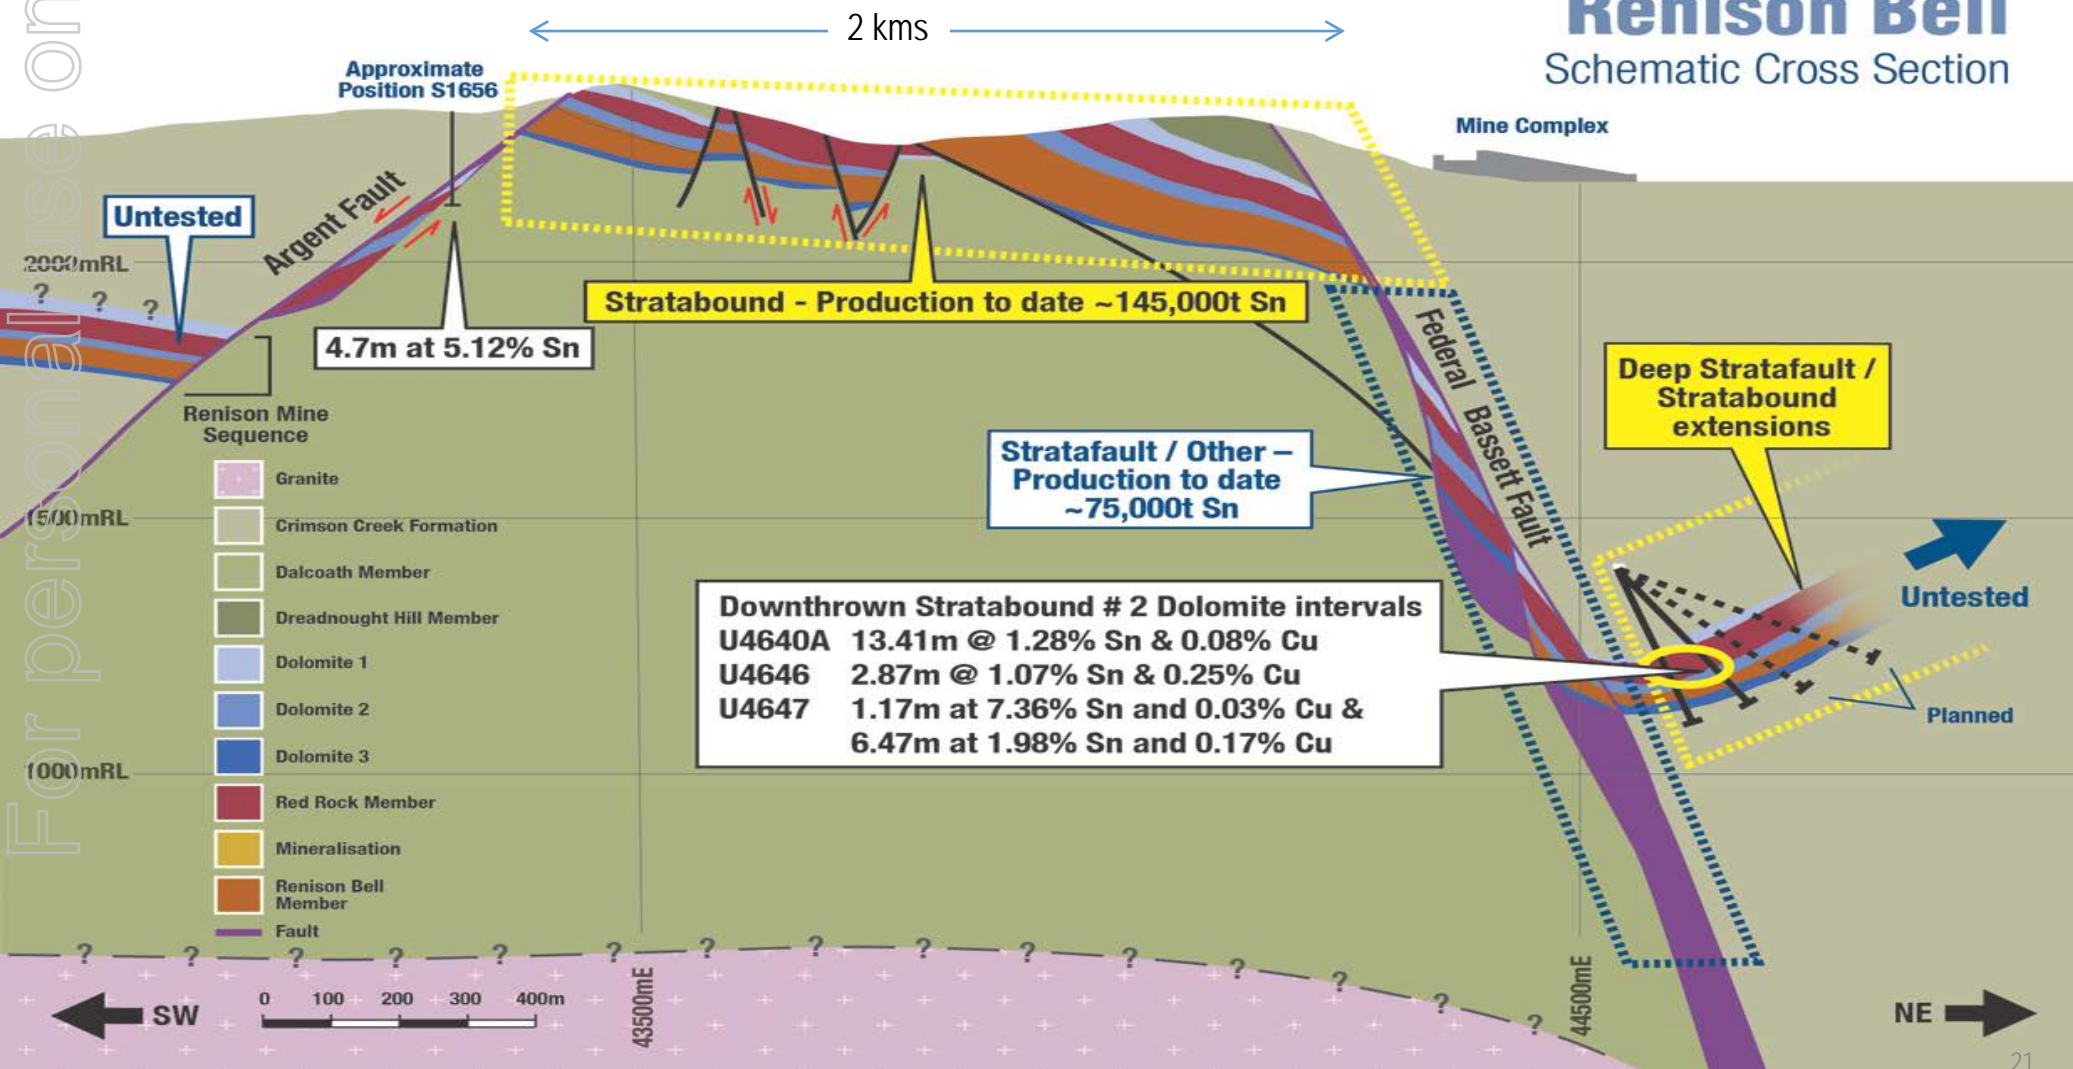 Renison Bell
Schematic Cross Section
2 kms
Approximate
Position S1656
Mine Complex
Untested
Argent Fault
2000mRL
? ? ?
Stratabound - Production to date ~145,000t Sn
4.7m at 5.12% Sn
Federal Bassett Fault
Deep Stratafault /
Stratabound
extensions
Renison Mine
Sequence
Stratafault / Other –
Production to date
~75,000t Sn
Granite
1500mRL
Crimson Creek Formation
Dalcoath Member
Dreadnought Hill Member
Dolomite 1
Dolomite 2
Dolomite 3
1000mRL
Red Rock Member
Mineralisation
Renison Bell
Member
Fault
Downthrown Stratabound # 2 Dolomite intervals
U4640A 13.41m @ 1.28% Sn & 0.08% Cu
U4646 2.87m @ 1.07% Sn & 0.25% Cu
U4647 1.17m at 7.36% Sn and 0.03% Cu &
6.47m at 1.98% Sn and 0.17% Cu
Untested
Planned
? ? ? ? ? ? ? ? ? ? ? ? ? ? ?
SW
0 100 200 300 400m
43500mE
44500mE
NE
21
For personal use on